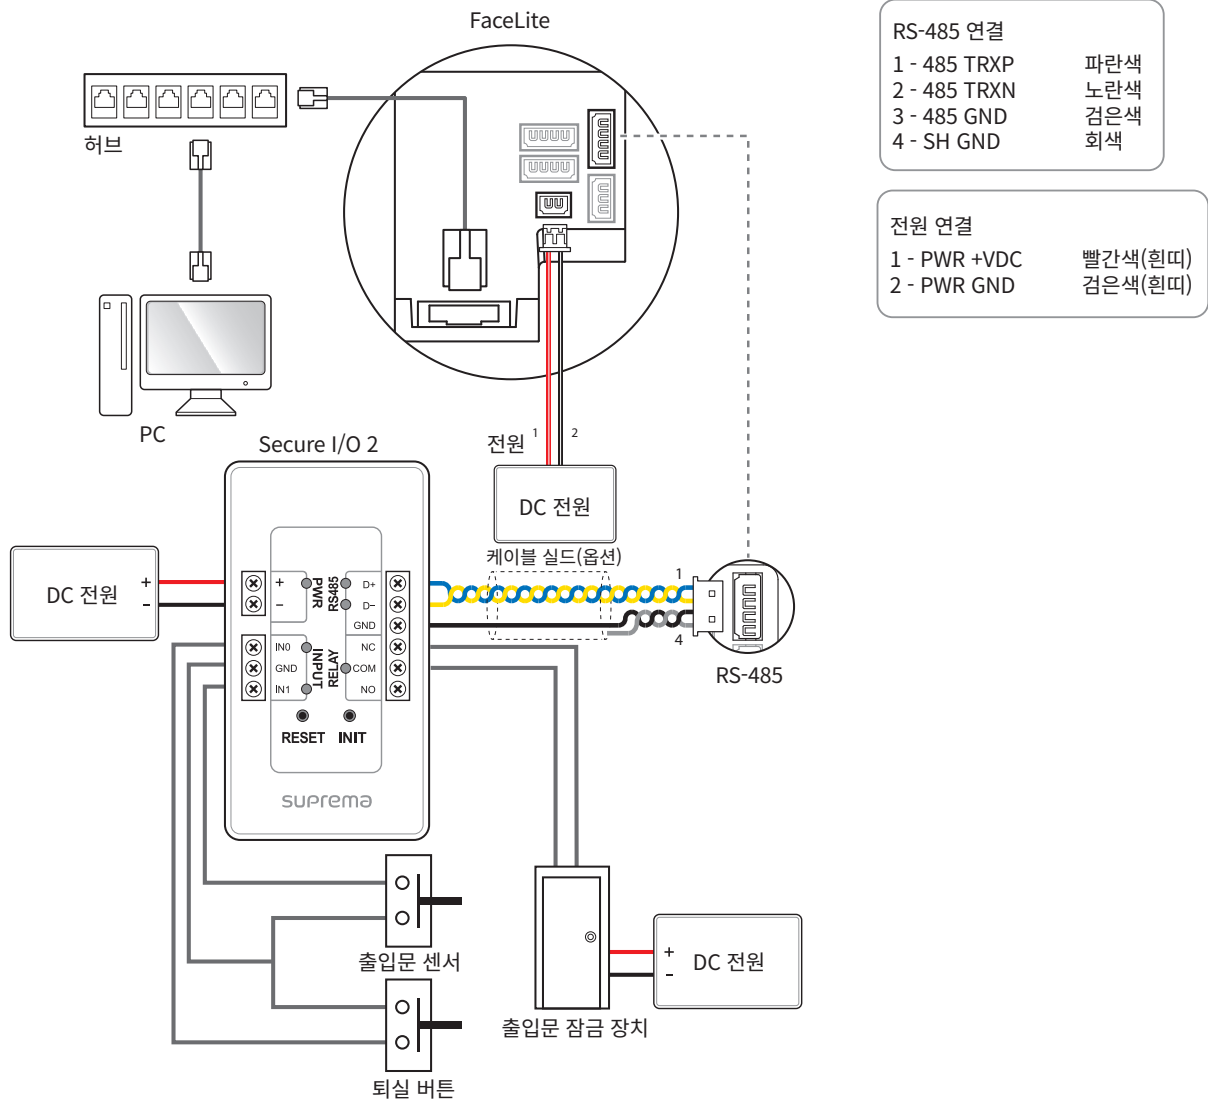 FaceLite
RS-485 연결
1 - 485 TRXP 파란색
2 - 485 TRXN 노란색
3 - 485 GND 검은색
4 - SH GND 회색
허브
전원 연결
1 - PWR +VDC 빨간색(흰띠)
2 - PWR GND 검은색(흰띠)
PC
Secure I/O 2
전원 1 2
DC 전원
케이블 실드(옵션)
DC 전원 + -
+ PWR RS485 D+
- D-
GND
IN0 INPUT RELAY NC
GND COM
IN1 NO
RESET INIT
suprema
1
4
RS-485
출입문 센서
+ - DC 전원
출입문 잠금 장치
퇴실 버튼